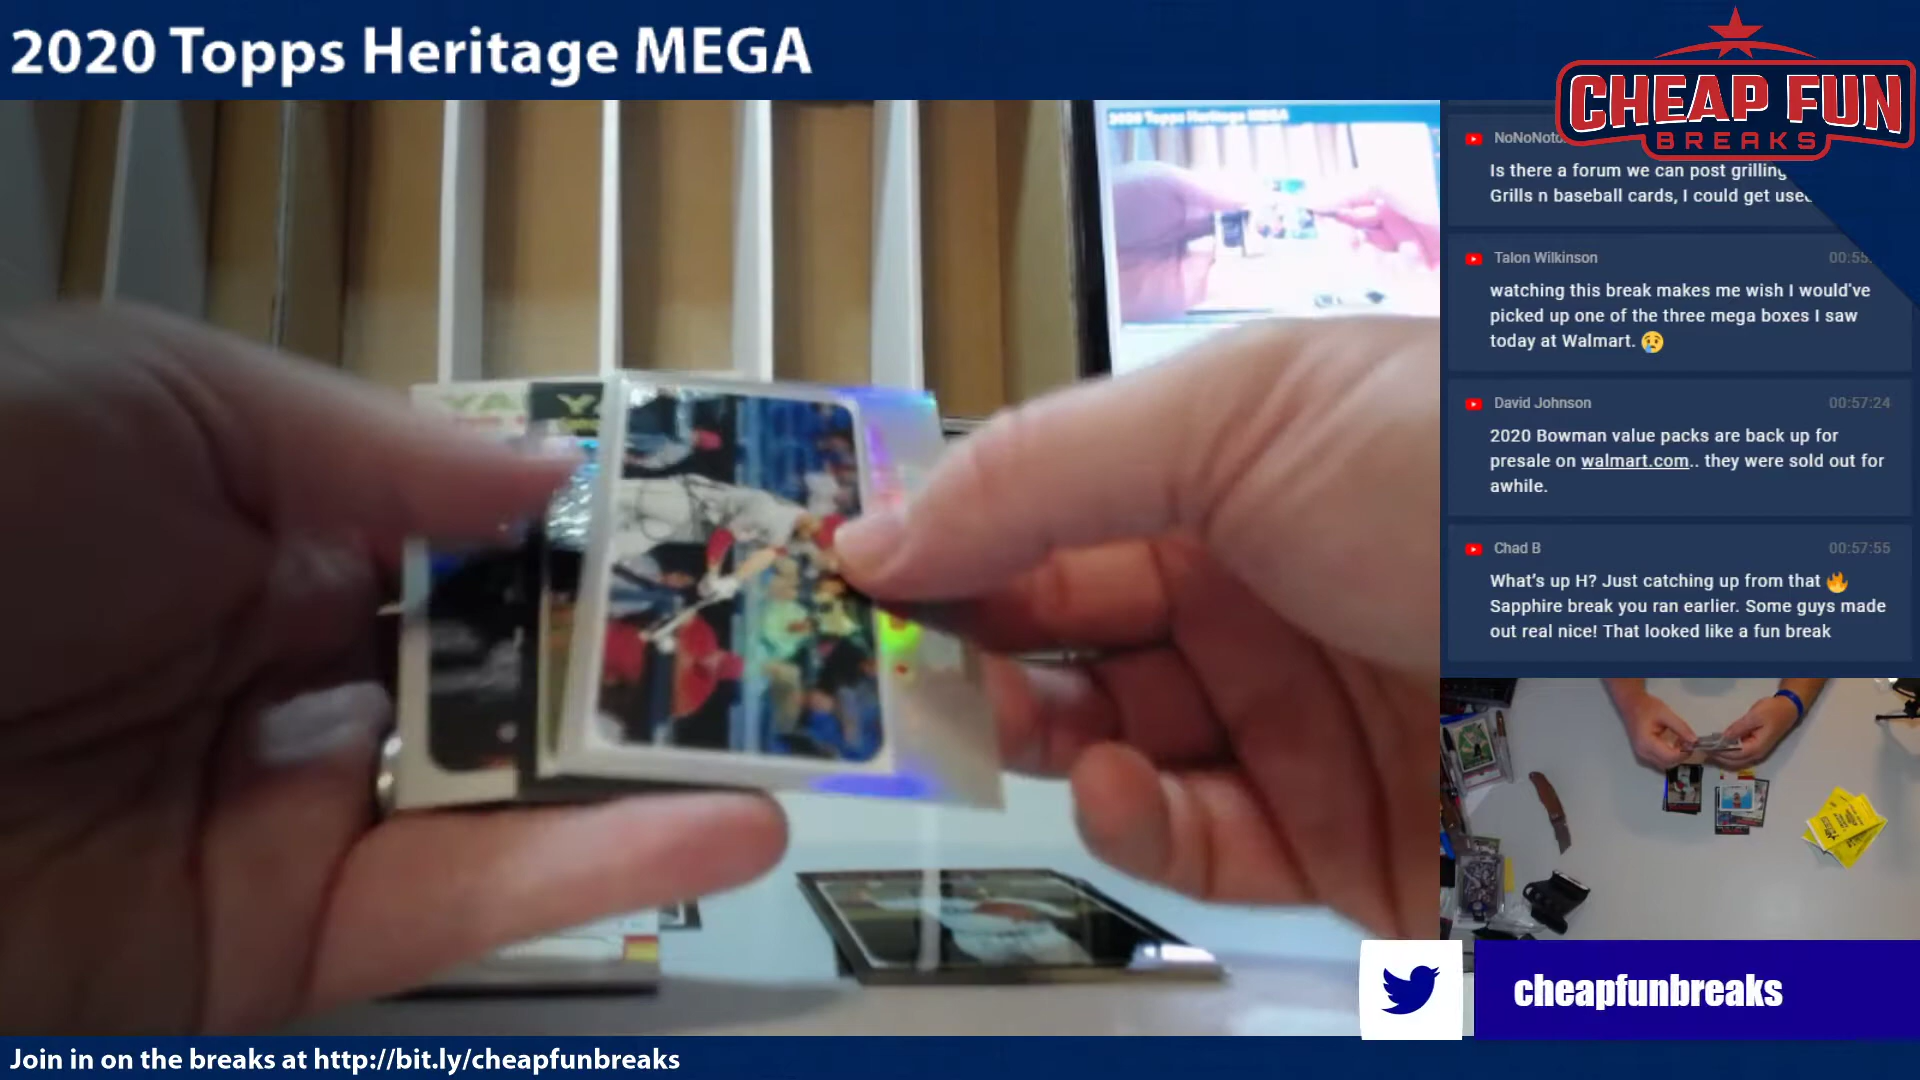 2020 Topps Heritage MEGA
CHEAP FUN
BREAKS
2020 Topps Heritage MEGA
Is there a forum we can post grilling
Grills n baseball cards, I could get
Talon Wilkinson
watching this break makes me wish I would've
picked up one of the three mega boxes I saw
today at Walmart. 😢
David Johnson 00:57:24
2020 Bowman value packs are back up for
presale on walmart.com.. they were sold out for
awhile.
Chad B 00:57:55
What's up H? Just catching up from that 🔥
Sapphire break you ran earlier. Some guys made
out real nice! That looked like a fun break
cheapfunbreaks
Join in on the breaks at http://bit.ly/cheapfunbreaks